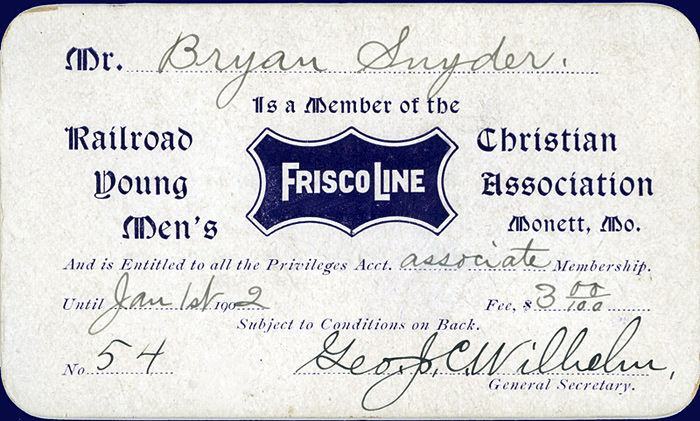 Mr. Bryan Snyder.
Is a Member of the
Railroad Young Men's
FRISCO LINE
Christian Association
Monett, Mo.
And is Entitled to all the Privileges Acct. associate Membership.
Until Jan 1st 1902 Fee, $3 00/100
Subject to Conditions on Back.
No. 54 Geo. J. C. Wilhelm,
General Secretary.